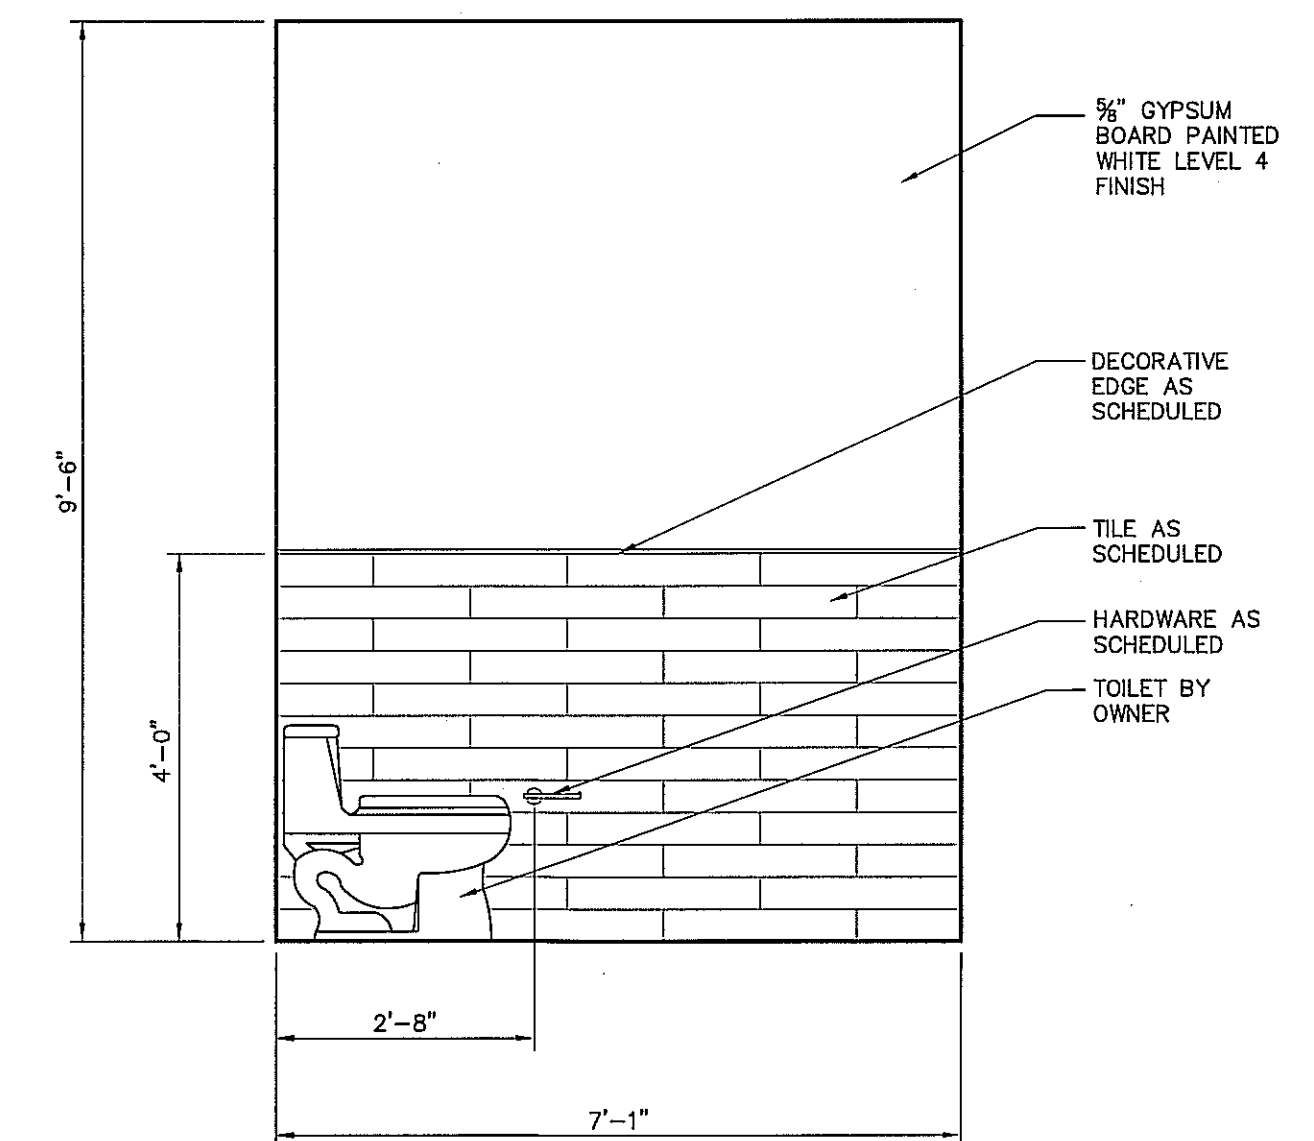 ⅝" GYPSUM
BOARD PAINTED
WHITE LEVEL 4
FINISH
DECORATIVE
EDGE AS
SCHEDULED
9'-6"
TILE AS
SCHEDULED
HARDWARE AS
SCHEDULED
4'-0"
TOILET BY
OWNER
2'-8"
7'-1"